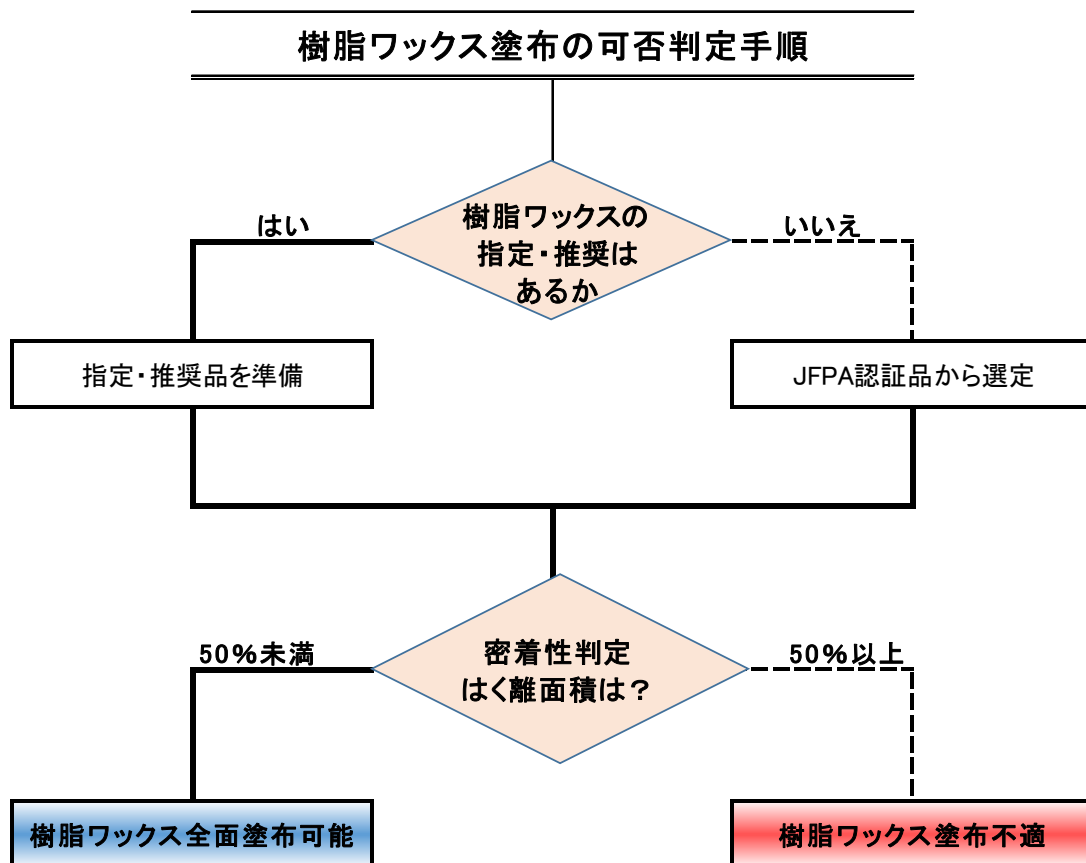 樹脂ワックス塗布の可否判定手順
はい
樹脂ワックスの
指定・推奨は
あるか
いいえ
指定・推奨品を準備
JFPA認証品から選定
50%未満
密着性判定
はく離面積は？
50%以上
樹脂ワックス全面塗布可能
樹脂ワックス塗布不適